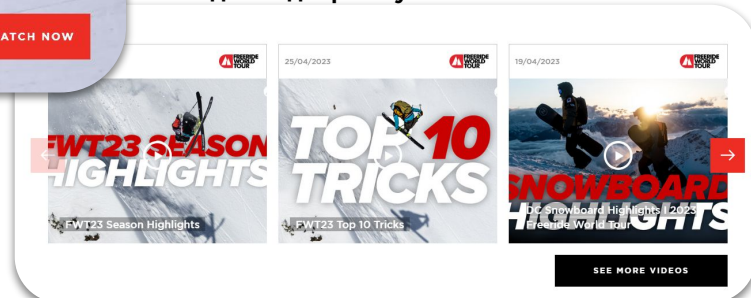 ATCH NOW
FREERIDE
WORLD
TOUR
25/04/2023
FREERIDE
WORLD
TOUR
19/04/2023
FREERIDE
WORLD
TOUR
FWT23 SEASON
HIGHLIGHTS
FWT23 Season Highlights
TOP 10
TRICKS
FWT23 Top 10 Tricks
SNOWBOARD
HIGHLIGHTS
DC Snowboard Highlights I 2023
Freeride World Tour
SEE MORE VIDEOS